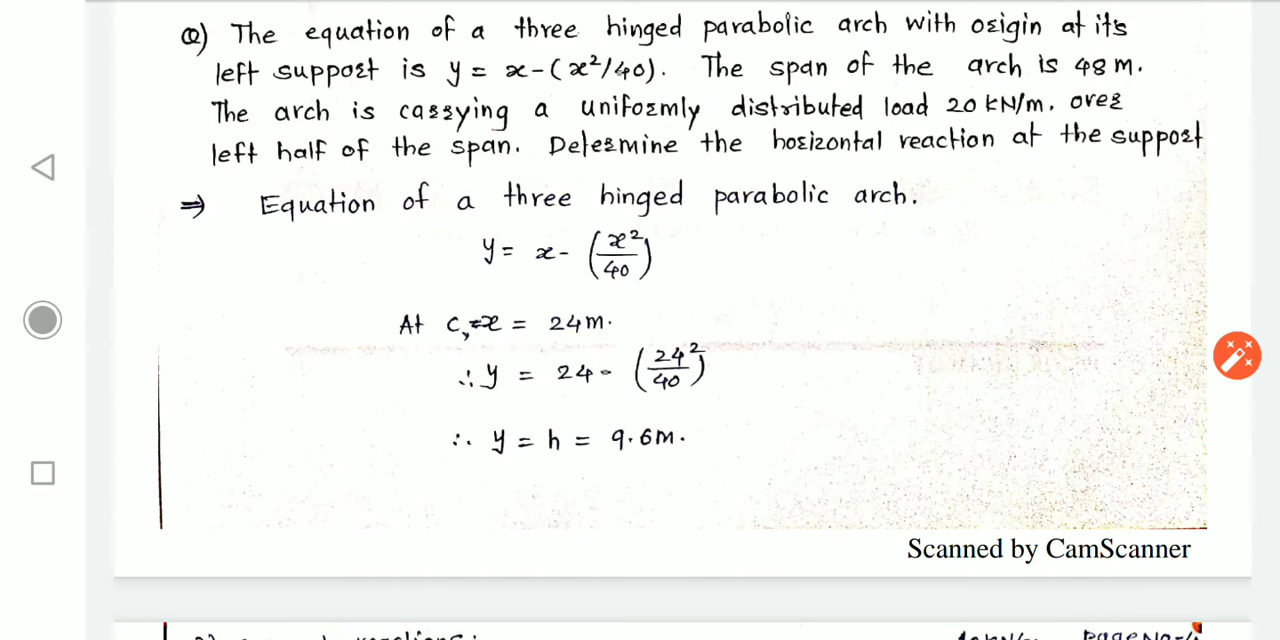 Q) The equation of a three hinged parabolic arch with origin at its
left support is y = x-(x²/40). The span of the arch is 48 m.
The arch is carrying a uniformly distributed load 20 kN/m. over
left half of the span. Determine the horizontal reaction at the support
⇒ Equation of a three hinged parabolic arch.
y = x - (x²/40)
At C, x = 24m.
∴ y = 24 - (24²/40)
∴ y = h = 9.6m.
Scanned by CamScanner